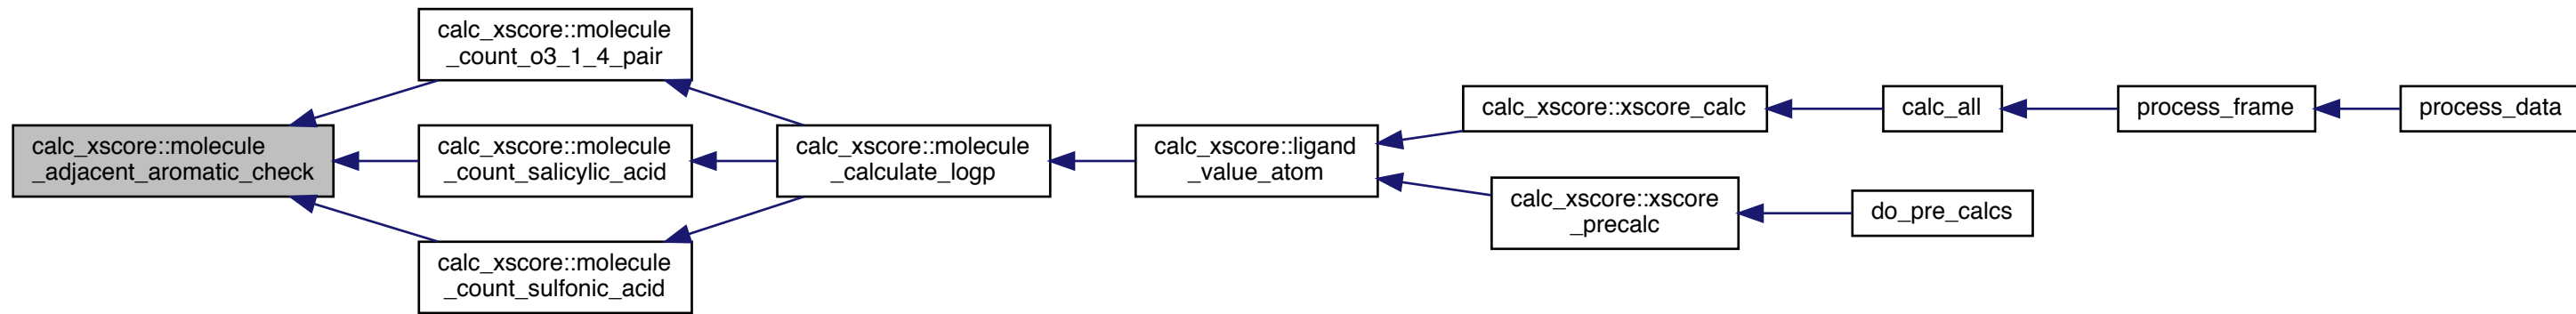 calc_xscore::molecule
_adjacent_aromatic_check
calc_xscore::molecule
_count_o3_1_4_pair
calc_xscore::molecule
_count_salicylic_acid
calc_xscore::molecule
_count_sulfonic_acid
calc_xscore::molecule
_calculate_logp
calc_xscore::ligand
_value_atom
calc_xscore::xscore_calc
calc_all
process_frame
process_data
calc_xscore::xscore
_precalc
do_pre_calcs